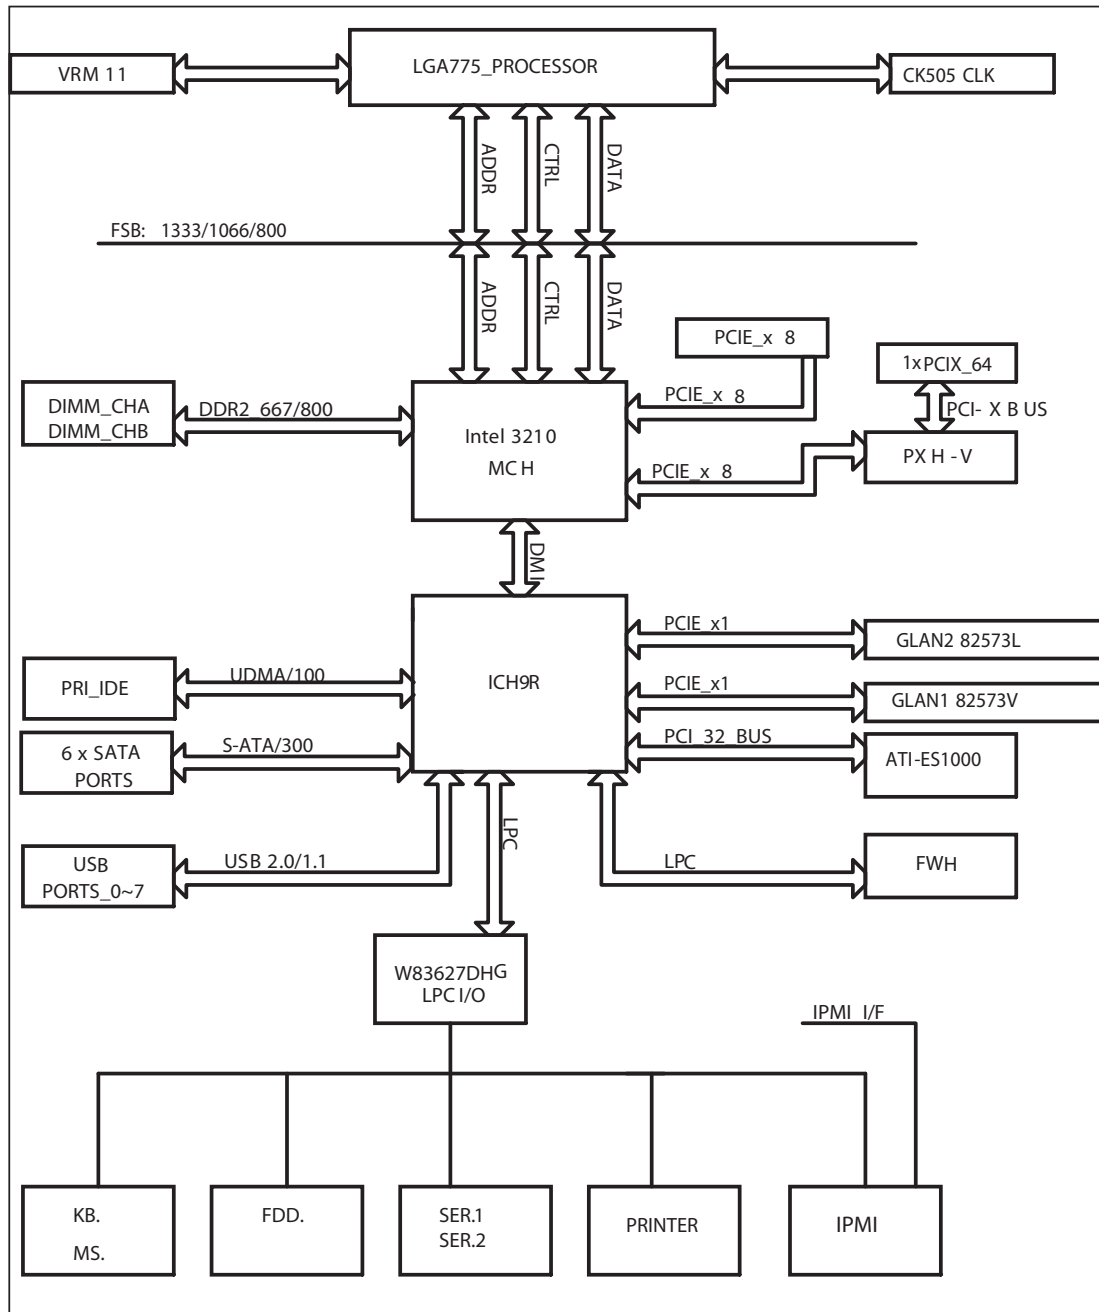 VRM 11
LGA775_PROCESSOR
CK505 CLK
ADDR
CTRL
DATA
FSB: 1333/1066/800
ADDR
CTRL
DATA
PCIE_x 8
1xPCIX_64
PCIE_x 8
PCI- X B US
DIMM_CHA
DIMM_CHB
DDR2_667/800
Intel 3210
MC H
PX H - V
PCIE_x 8
DM I
PCIE_x1
GLAN2 82573L
PRI_IDE
UDMA/100
ICH9R
PCIE_x1
GLAN1 82573V
6 x SATA
PORTS
S-ATA/300
PCI_32_BUS
ATI-ES1000
LPC
USB
PORTS_0~7
USB 2.0/1.1
LPC
FWH
W83627DHG
LPC I/O
IPMI I/F
KB.
MS.
FDD.
SER.1
SER.2
PRINTER
IPMI